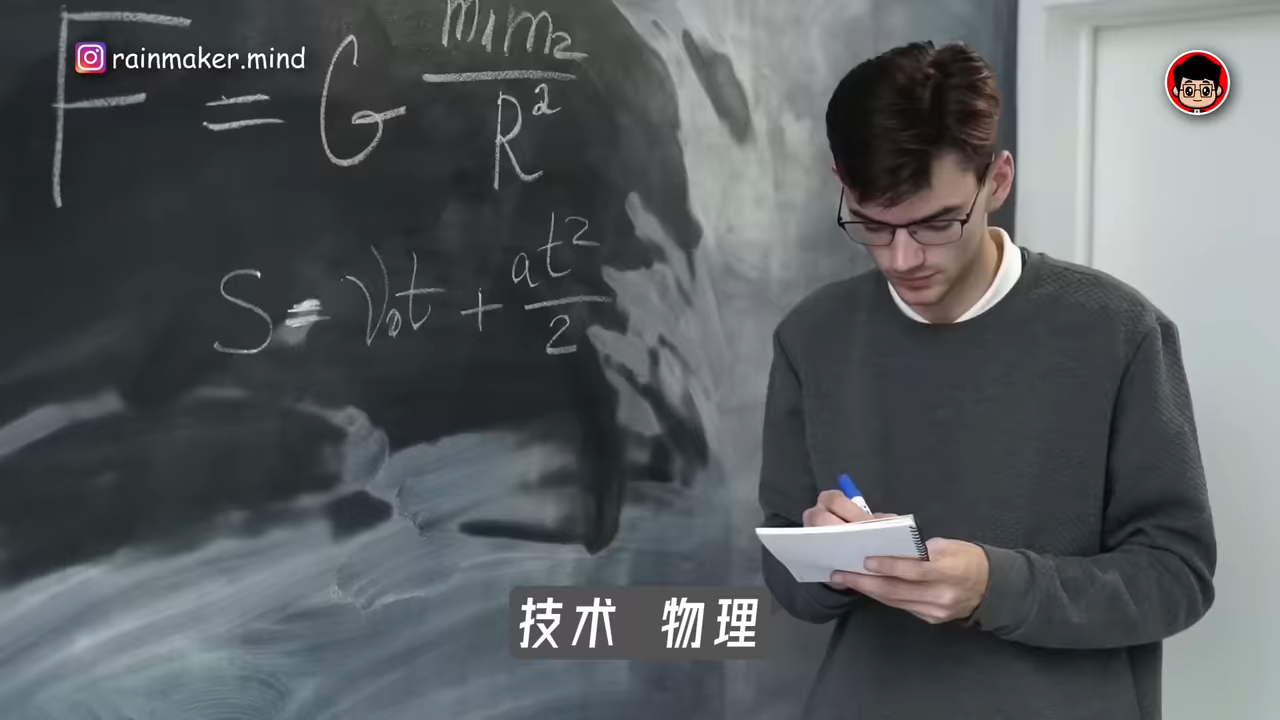 rainmaker.mind
F = G m₁m₂/R²
S = V₀t + at²/2
技术 物理